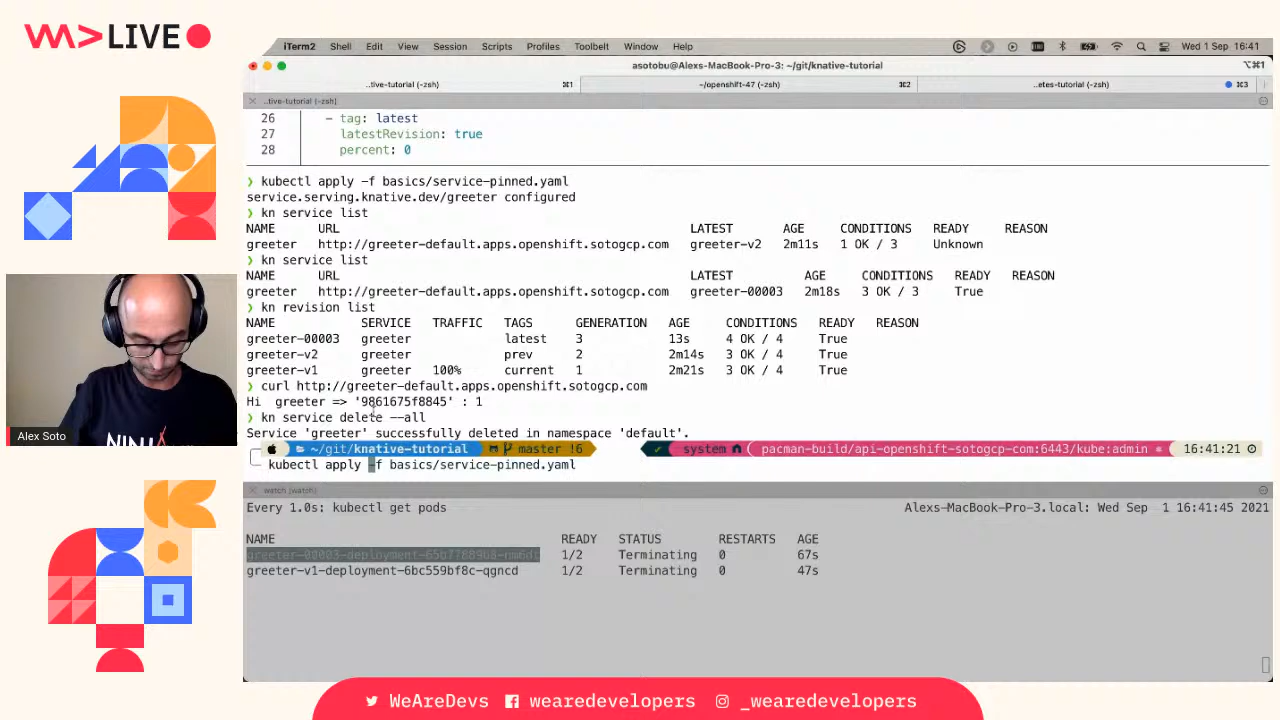 LIVE
iTerm2 Shell Edit View Session Scripts Profiles Toolbelt Window Help Wed 1 Sep 16:41
asotobu@Alexs-MacBook-Pro-3: ~/git/knative-tutorial ⌥⌘1
..tive-tutorial (-zsh) ⌘1 ~/openshift-47 (-zsh) ⌘2 ..etes-tutorial (-zsh) ⌘3
..tive-tutorial (-zsh)
26 - tag: latest
27 latestRevision: true
28 percent: 0
❯ kubectl apply -f basics/service-pinned.yaml
service.serving.knative.dev/greeter configured
❯ kn service list
NAME URL LATEST AGE CONDITIONS READY REASON
greeter http://greeter-default.apps.openshift.sotogcp.com greeter-v2 2m11s 1 OK / 3 Unknown
❯ kn service list
NAME URL LATEST AGE CONDITIONS READY REASON
greeter http://greeter-default.apps.openshift.sotogcp.com greeter-00003 2m18s 3 OK / 3 True
❯ kn revision list
NAME SERVICE TRAFFIC TAGS GENERATION AGE CONDITIONS READY REASON
greeter-00003 greeter latest 3 13s 4 OK / 4 True
greeter-v2 greeter prev 2 2m14s 3 OK / 4 True
greeter-v1 greeter 100% current 1 2m21s 3 OK / 4 True
❯ curl http://greeter-default.apps.openshift.sotogcp.com
Hi greeter => '9861675f8845' : 1
❯ kn service delete --all
Service 'greeter' successfully deleted in namespace 'default'.
~/git/knative-tutorial master !6 ✓ system pacman-build/api-openshift-sotogcp-com:6443/kube:admin 16:41:21
kubectl apply -f basics/service-pinned.yaml
watch (watch)
Every 1.0s: kubectl get pods Alexs-MacBook-Pro-3.local: Wed Sep 1 16:41:45 2021
NAME READY STATUS RESTARTS AGE
1/2 Terminating 0 67s
greeter-v1-deployment-6bc559bf8c-qgncd 1/2 Terminating 0 47s
Alex Soto
WeAreDevs wearedevelopers _wearedevelopers